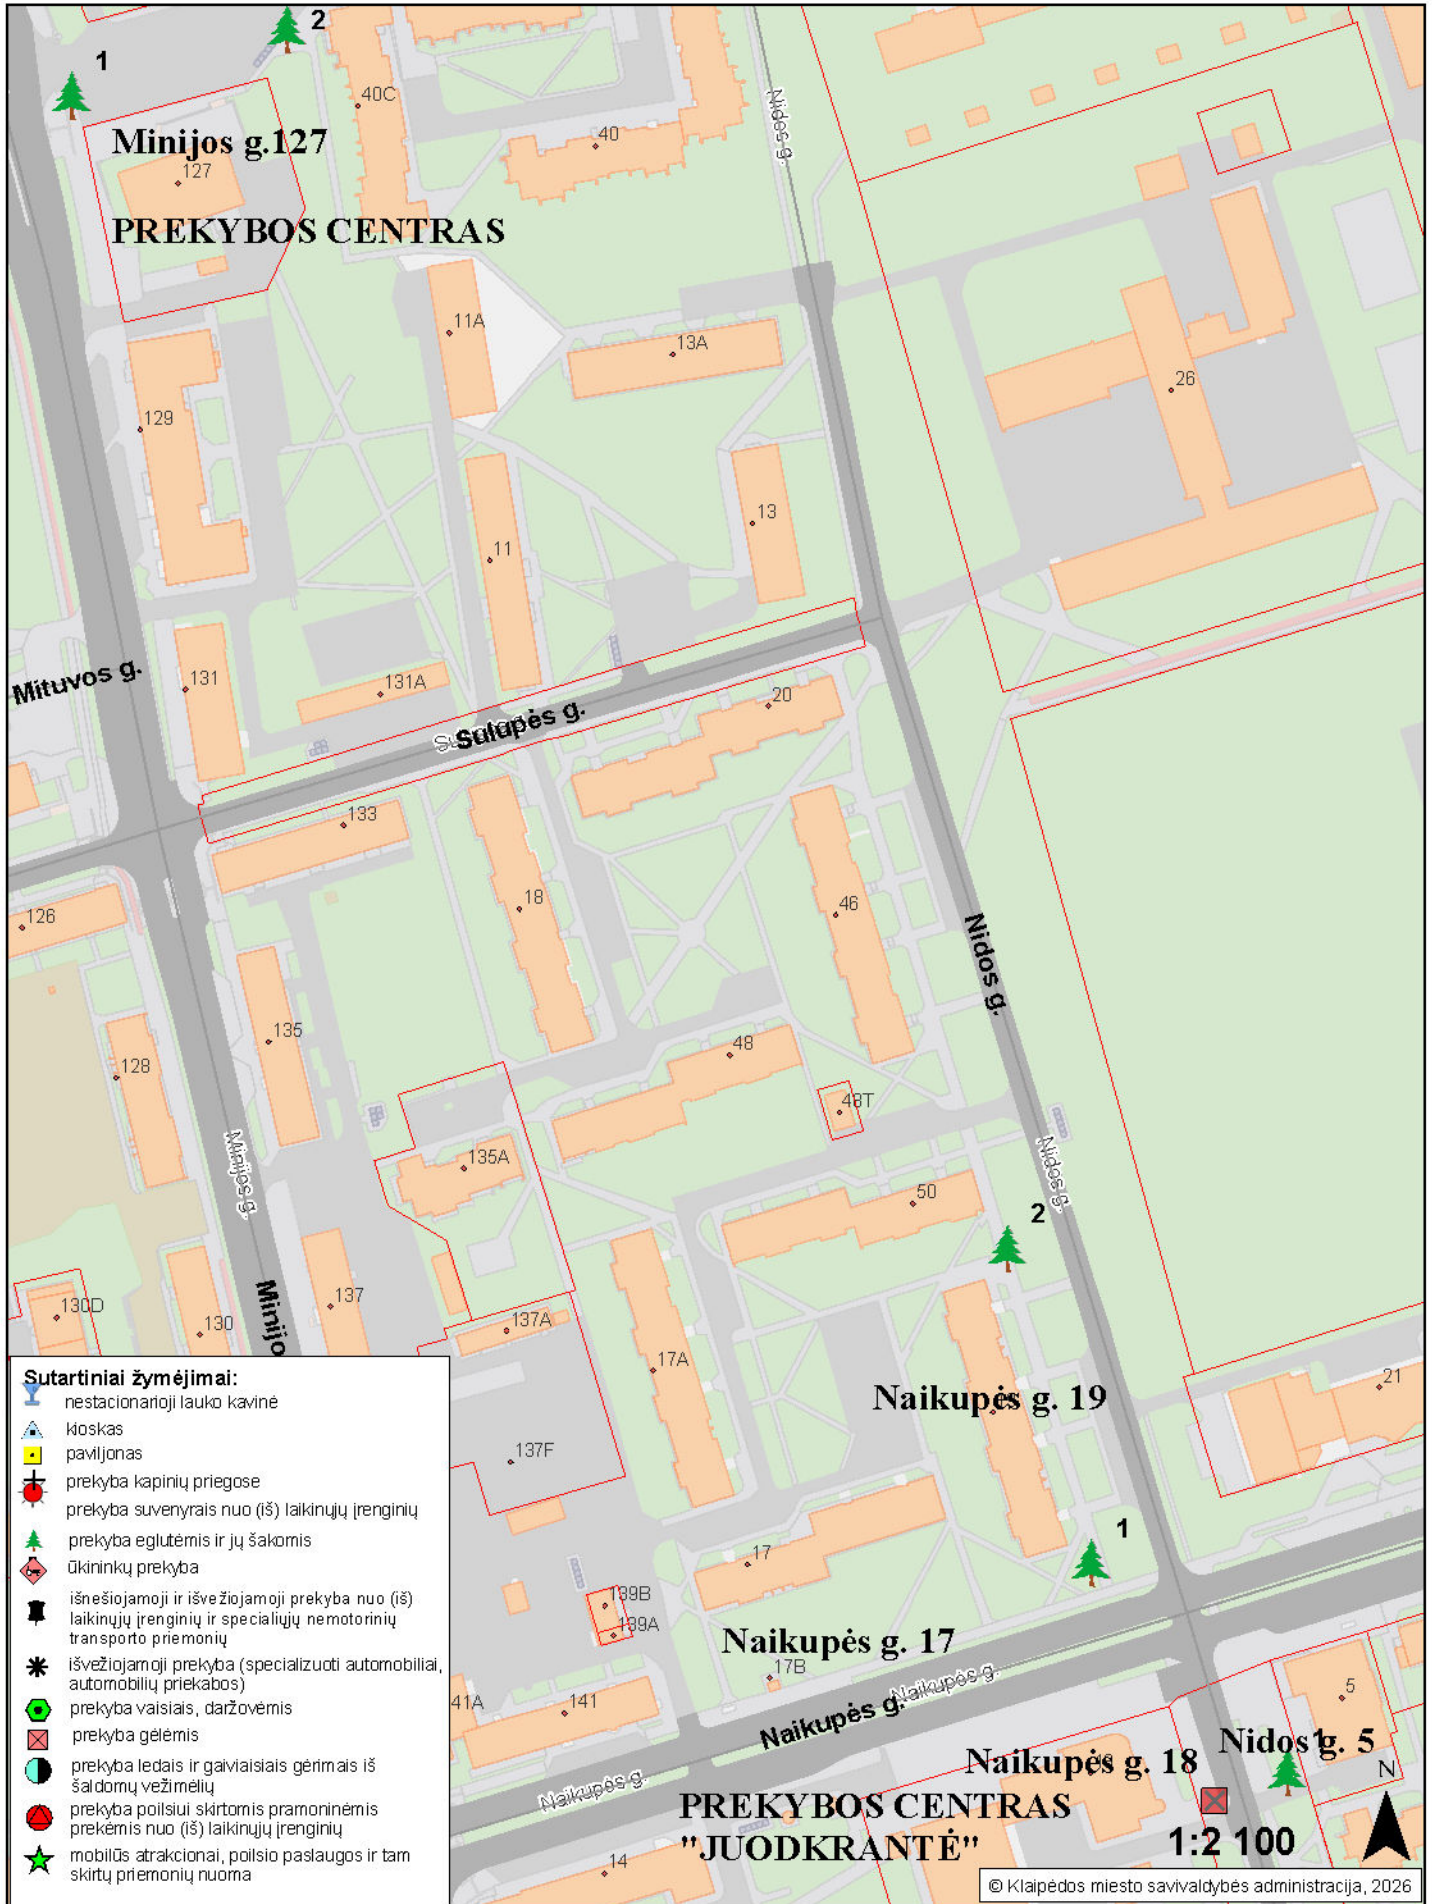 2
1
40C
40
Nidos g.
Minijos g.127
127
PREKYBOS CENTRAS
11A
13A
26
129
13
11
Mituvos g.
131
131A
20
Sulupės g.
133
18
46
126
Nidos g.
135
48
128
48T
Minijos g.
135A
Nidos g.
50
2
130D
130
137
137A
Minijo
17A
Naikupės g. 19
21
137F
1
17
139B
139A
Naikupės g. 17
17B
Naikupės g.
Naikupės g.
41A
141
5
Naikupės g. 18
Nidos g. 5
1
N
Naikupės g.
PREKYBOS CENTRAS
"JUODKRANTĖ"
1:2 100
14
Sutartiniai žymėjimai:
nestacionarioji lauko kavinė
kioskas
paviljonas
prekyba kapinių priegose
prekyba suvenyrais nuo (iš) laikinųjų įrenginių
prekyba eglutėmis ir jų šakomis
ūkininkų prekyba
išnešiojamoji ir išvežiojamoji prekyba nuo (iš)
laikinųjų įrenginių ir specialiųjų nemotorinių
transporto priemonių
išvežiojamoji prekyba (specializuoti automobiliai,
automobilių priekabos)
prekyba vaisiais, daržovėmis
prekyba gėlėmis
prekyba ledais ir gaiviaisiais gėrimais iš
šaldomų vežimėlių
prekyba poilsiui skirtomis pramoninėmis
prekėmis nuo (iš) laikinųjų įrenginių
mobilūs atrakcionai, poilsio paslaugos ir tam
skirtų priemonių nuoma
© Klaipėdos miesto savivaldybės administracija, 2026